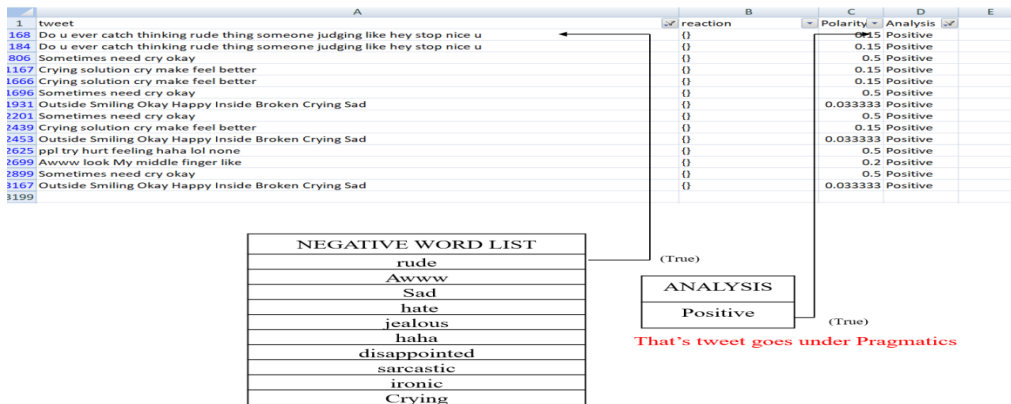 A B C D E
1 tweet reaction Polarity Analysis
168 Do u ever catch thinking rude thing someone judging like hey stop nice u {} 0.15 Positive
184 Do u ever catch thinking rude thing someone judging like hey stop nice u {} 0.15 Positive
806 Sometimes need cry okay {} 0.5 Positive
1167 Crying solution cry make feel better {} 0.15 Positive
1666 Crying solution cry make feel better {} 0.15 Positive
1696 Sometimes need cry okay {} 0.5 Positive
1931 Outside Smiling Okay Happy Inside Broken Crying Sad {} 0.033333 Positive
2201 Sometimes need cry okay {} 0.5 Positive
2439 Crying solution cry make feel better {} 0.15 Positive
2453 Outside Smiling Okay Happy Inside Broken Crying Sad {} 0.033333 Positive
2625 ppl try hurt feeling haha lol none {} 0.5 Positive
2699 Awww look My middle finger like {} 0.2 Positive
2899 Sometimes need cry okay {} 0.5 Positive
3167 Outside Smiling Okay Happy Inside Broken Crying Sad {} 0.033333 Positive
3199
NEGATIVE WORD LIST
rude
Awww
Sad
hate
jealous
haha
disappointed
sarcastic
ironic
Crying
(True)
ANALYSIS
Positive
(True)
That's tweet goes under Pragmatics